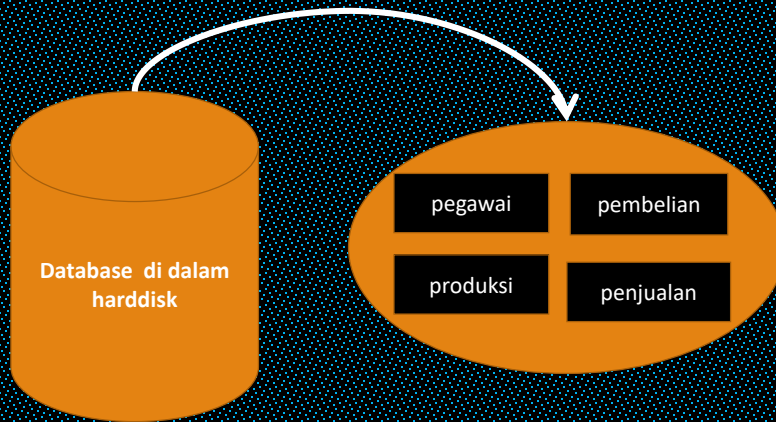 Database di dalam
harddisk
pegawai
pembelian
produksi
penjualan